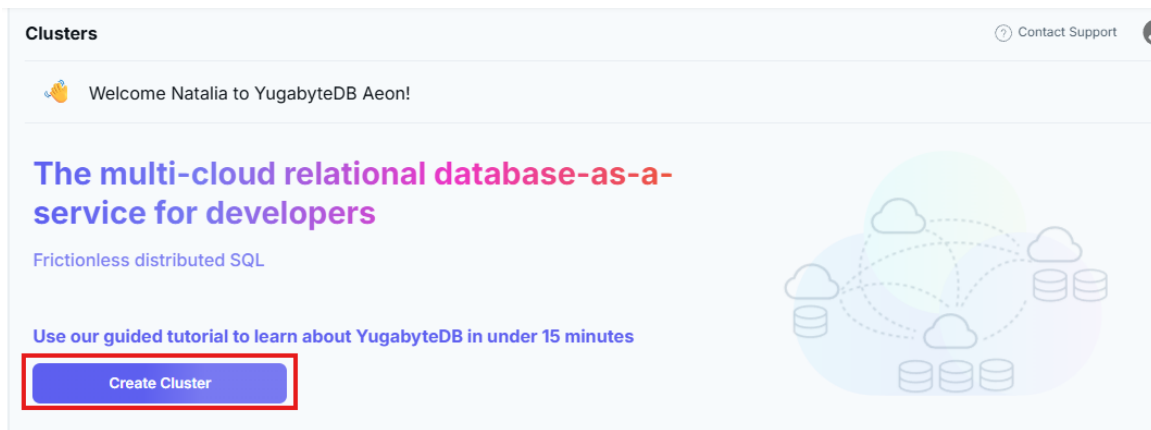 Clusters
Contact Support
Welcome Natalia to YugabyteDB Aeon!
The multi-cloud relational database-as-a-
service for developers
Frictionless distributed SQL
Use our guided tutorial to learn about YugabyteDB in under 15 minutes
Create Cluster